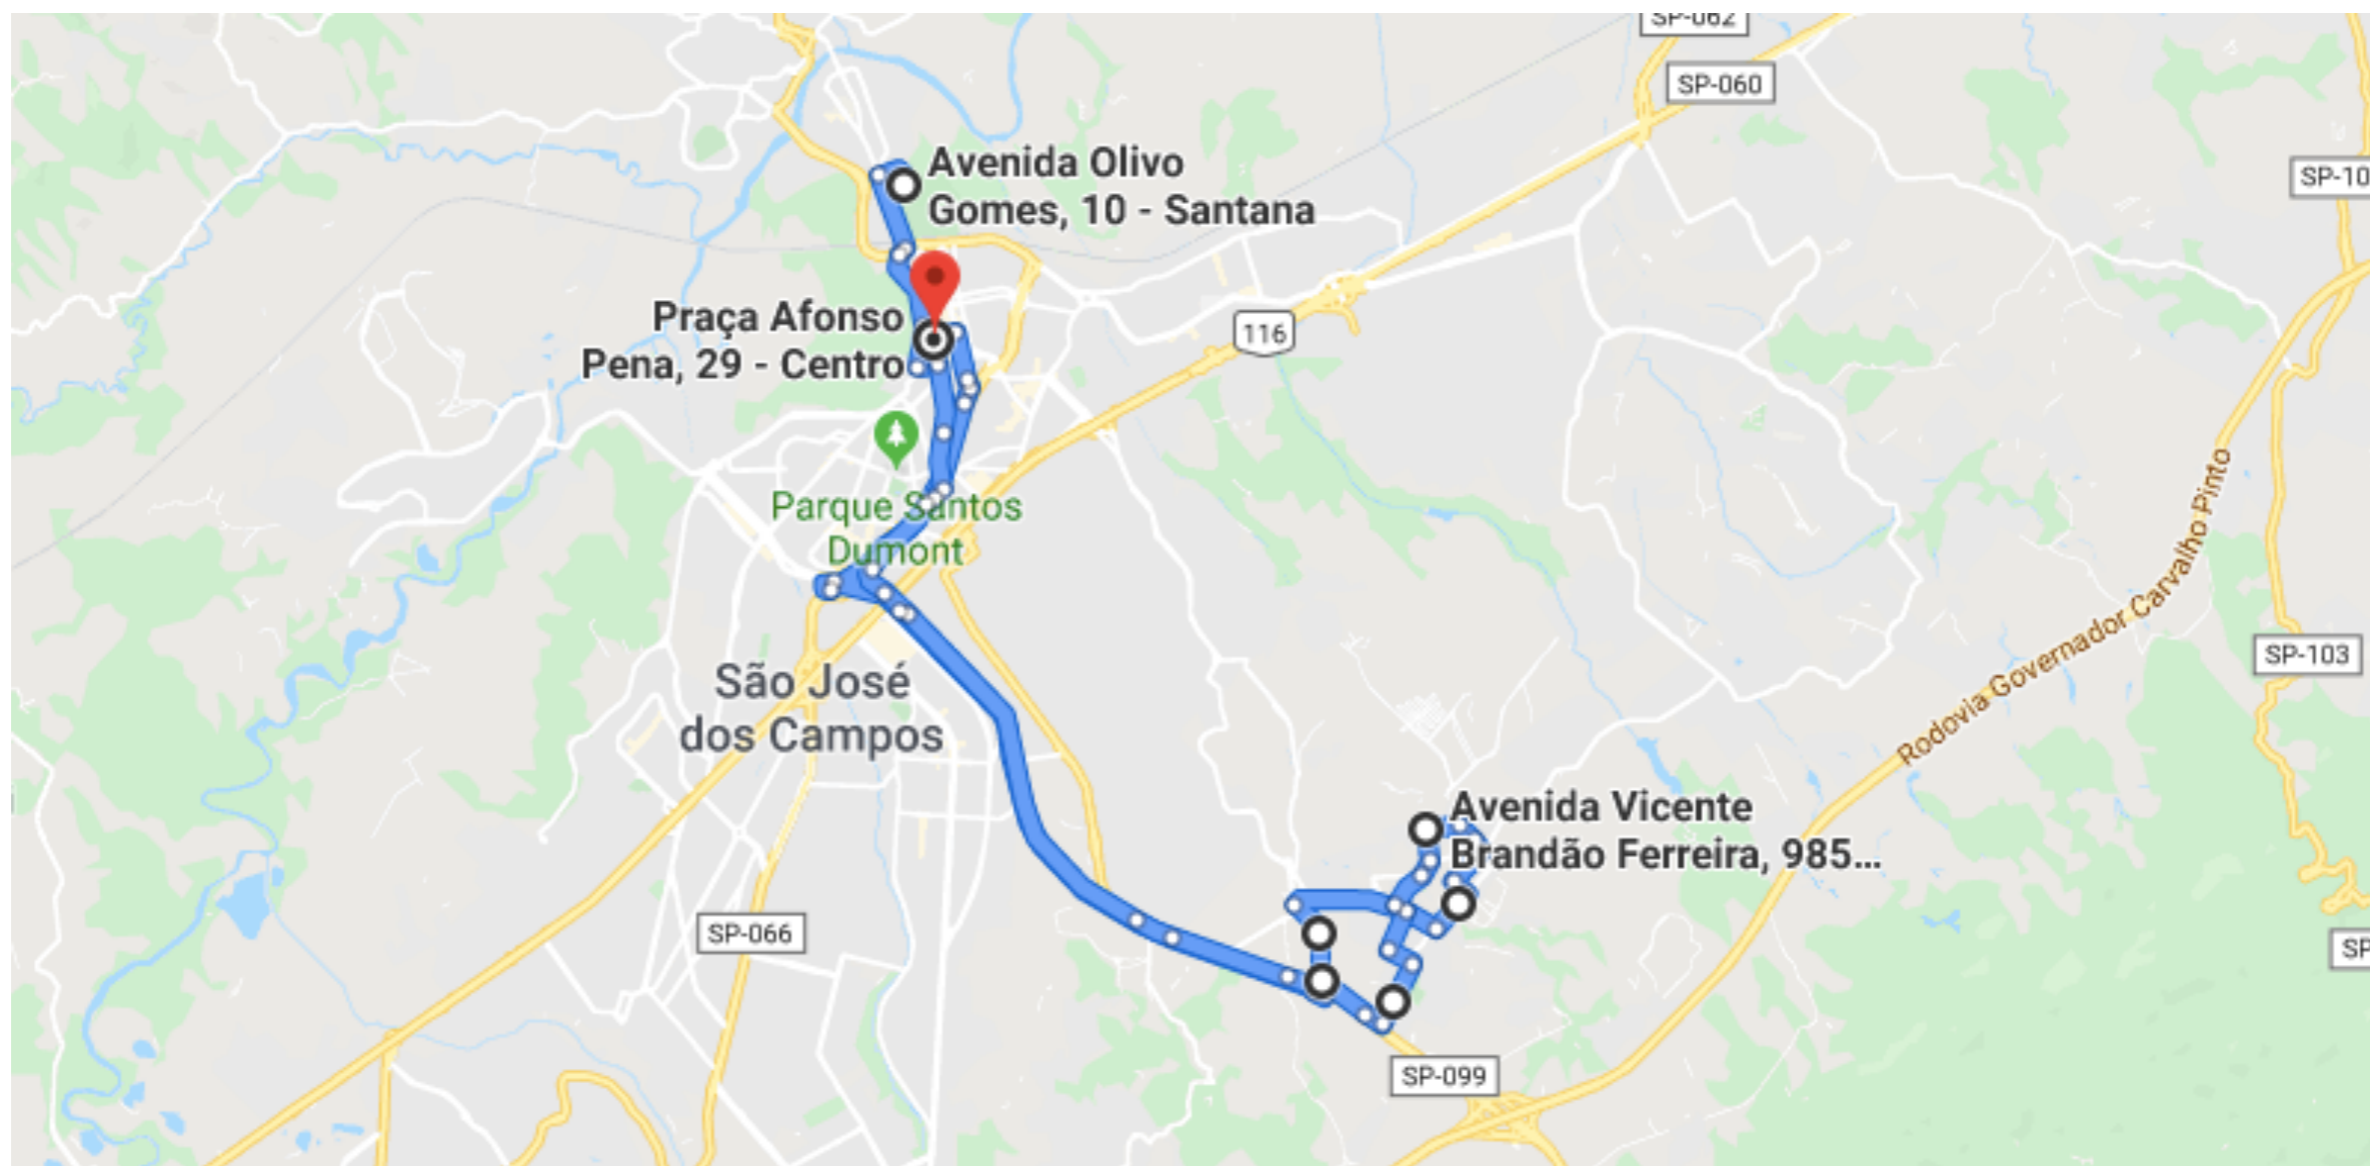 SP-062
SP-060
Avenida Olivo
Gomes, 10 - Santana
SP-10
Praça Afonso
Pena, 29 - Centro
116
Parque Santos
Dumont
Rodovia Governador Carvalho Pinto
São José
dos Campos
SP-103
Avenida Vicente
Brandão Ferreira, 985...
SP-066
SP
SP-099